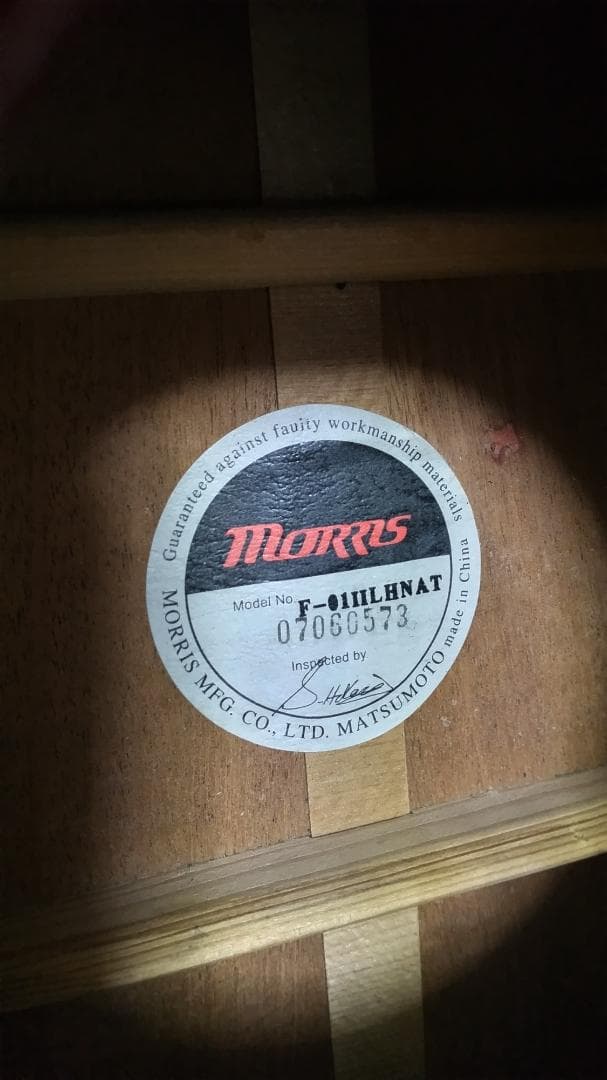 Guaranteed against fauity workmanship materials
MORRIS
Model No. F-01IILHNAT
07060573
Inspected by
MORRIS MFG. CO., LTD. MATSUMOTO made in China